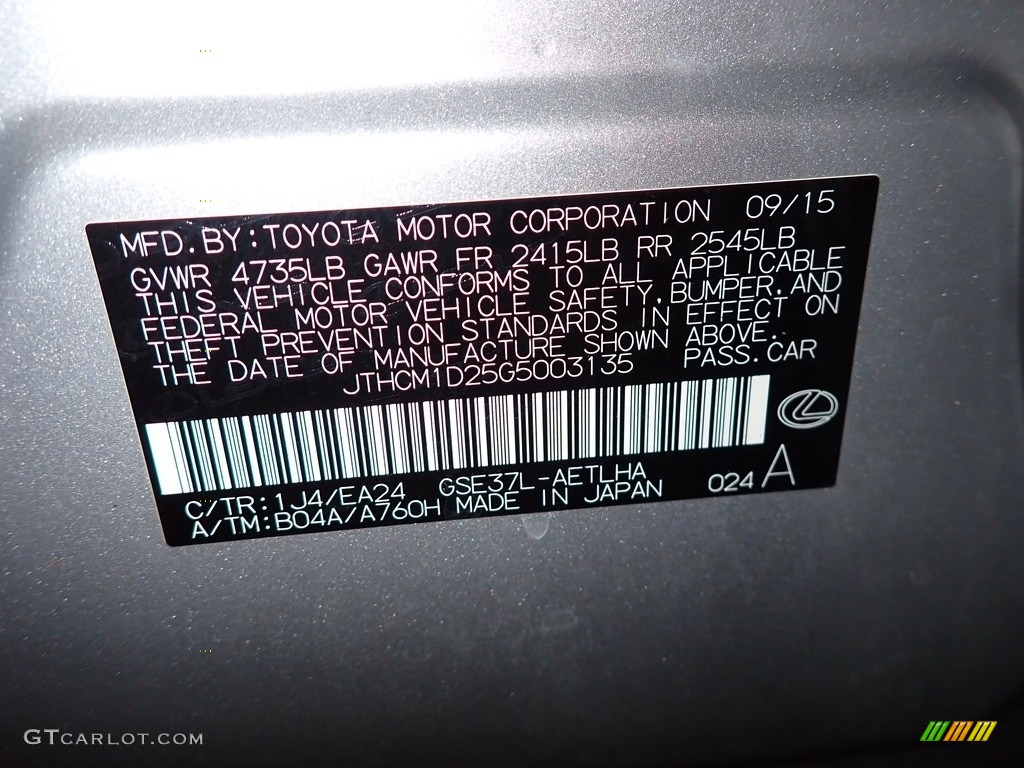 MFD.BY:TOYOTA MOTOR CORPORATION 09/15
GVWR 4735LB GAWR FR 2415LB RR 2545LB
THIS VEHICLE CONFORMS TO ALL APPLICABLE
FEDERAL MOTOR VEHICLE SAFETY,BUMPER,AND
THEFT PREVENTION STANDARDS IN EFFECT ON
THE DATE OF MANUFACTURE SHOWN ABOVE.
JTHCM1D25G5003135 PASS.CAR
C/TR:1J4/EA24 GSE37L-AETLHA
A/TM:B04A/A760H MADE IN JAPAN 024 A
GTCARLOT.COM